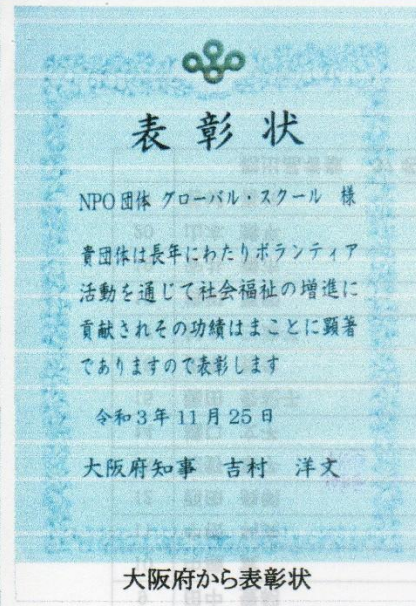 表彰状
NPO団体 グローバル・スクール 様
貴団体は長年にわたりボランティア
活動を通じて社会福祉の増進に
貢献されその功績はまことに顕著
でありますので表彰します
令和3年11月25日
大阪府知事 吉村 洋文
大阪府から表彰状